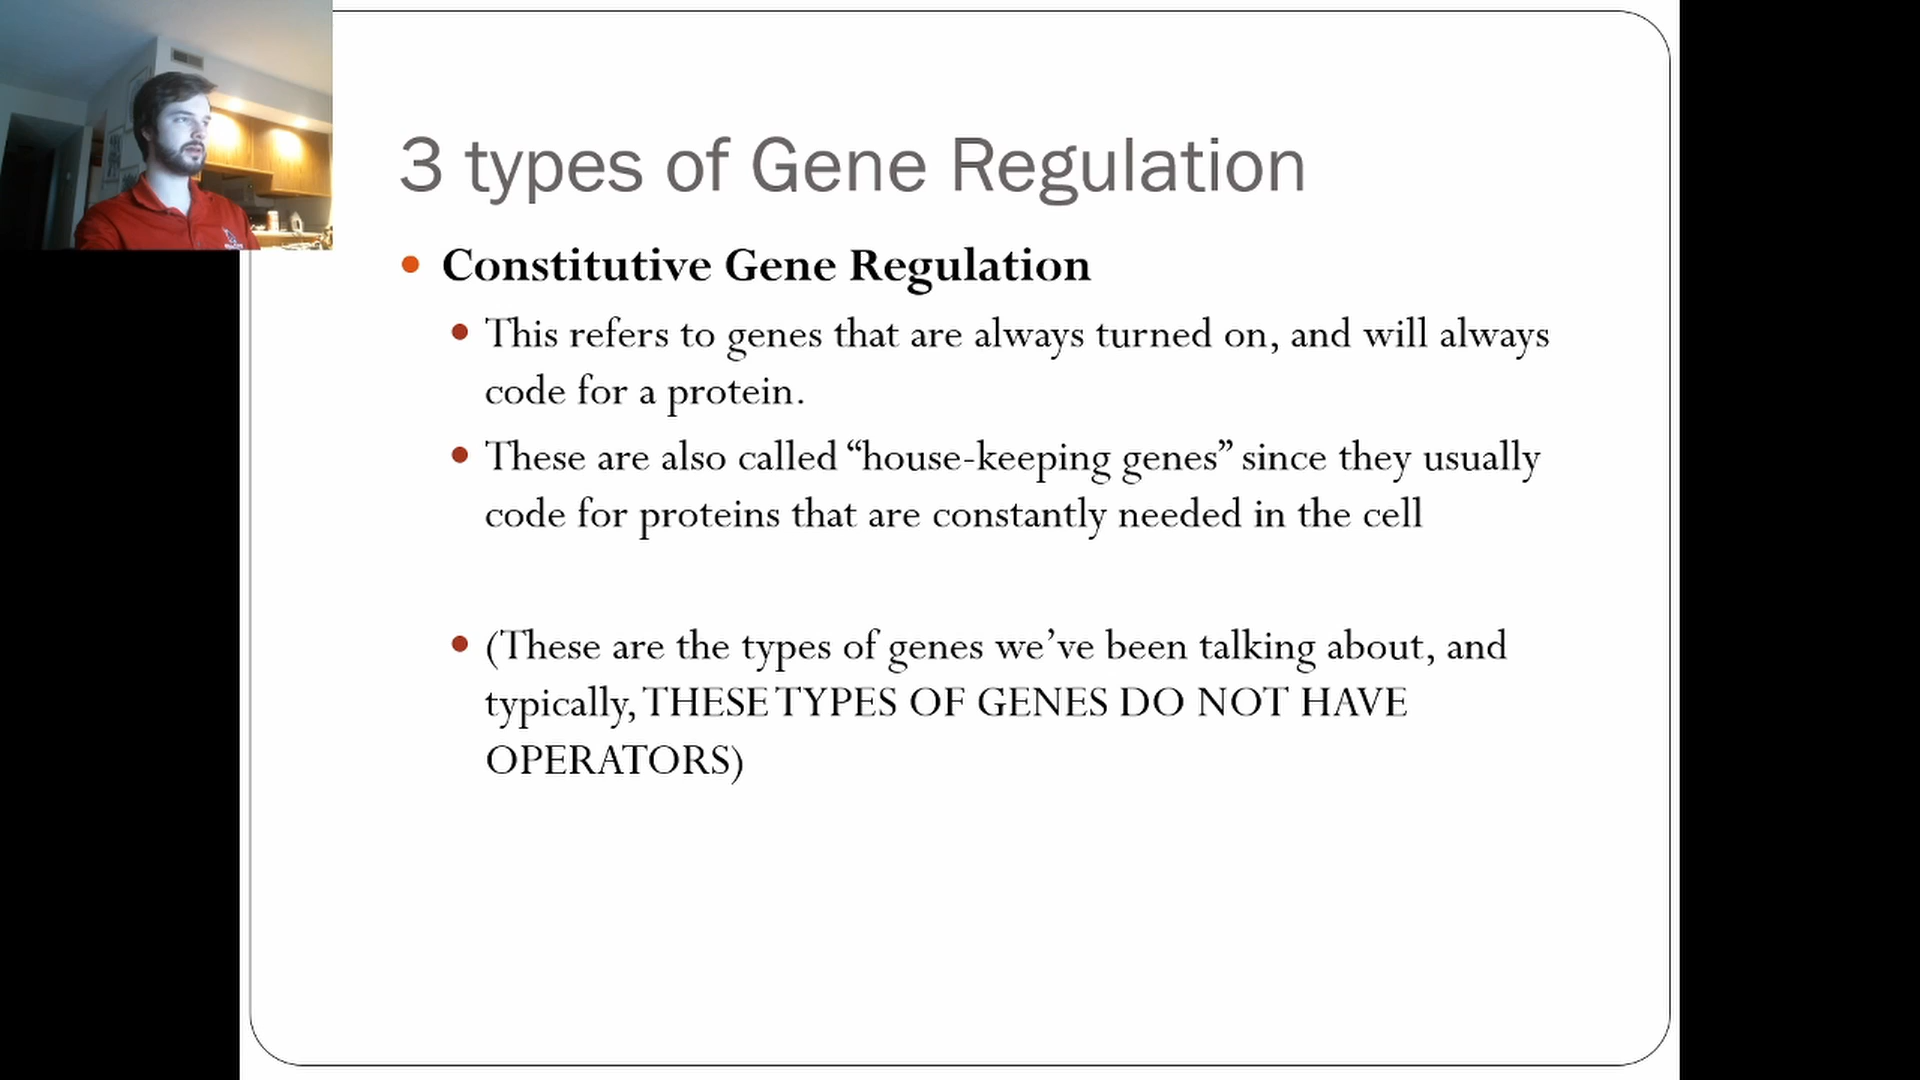 3 types of Gene Regulation
Constitutive Gene Regulation
This refers to genes that are always turned on, and will always
code for a protein.
These are also called “house-keeping genes” since they usually
code for proteins that are constantly needed in the cell
(These are the types of genes we’ve been talking about, and
typically, THESE TYPES OF GENES DO NOT HAVE
OPERATORS)